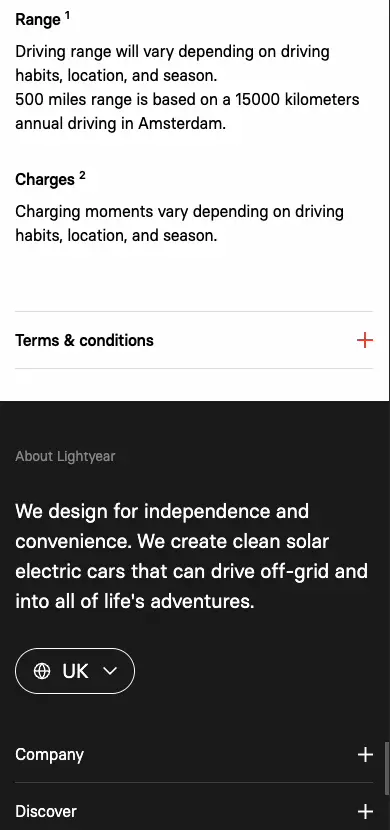 Range ¹
Driving range will vary depending on driving
habits, location, and season.
500 miles range is based on a 15000 kilometers
annual driving in Amsterdam.
Charges ²
Charging moments vary depending on driving
habits, location, and season.
Terms & conditions
About Lightyear
We design for independence and
convenience. We create clean solar
electric cars that can drive off-grid and
into all of life's adventures.
UK
Company
Discover